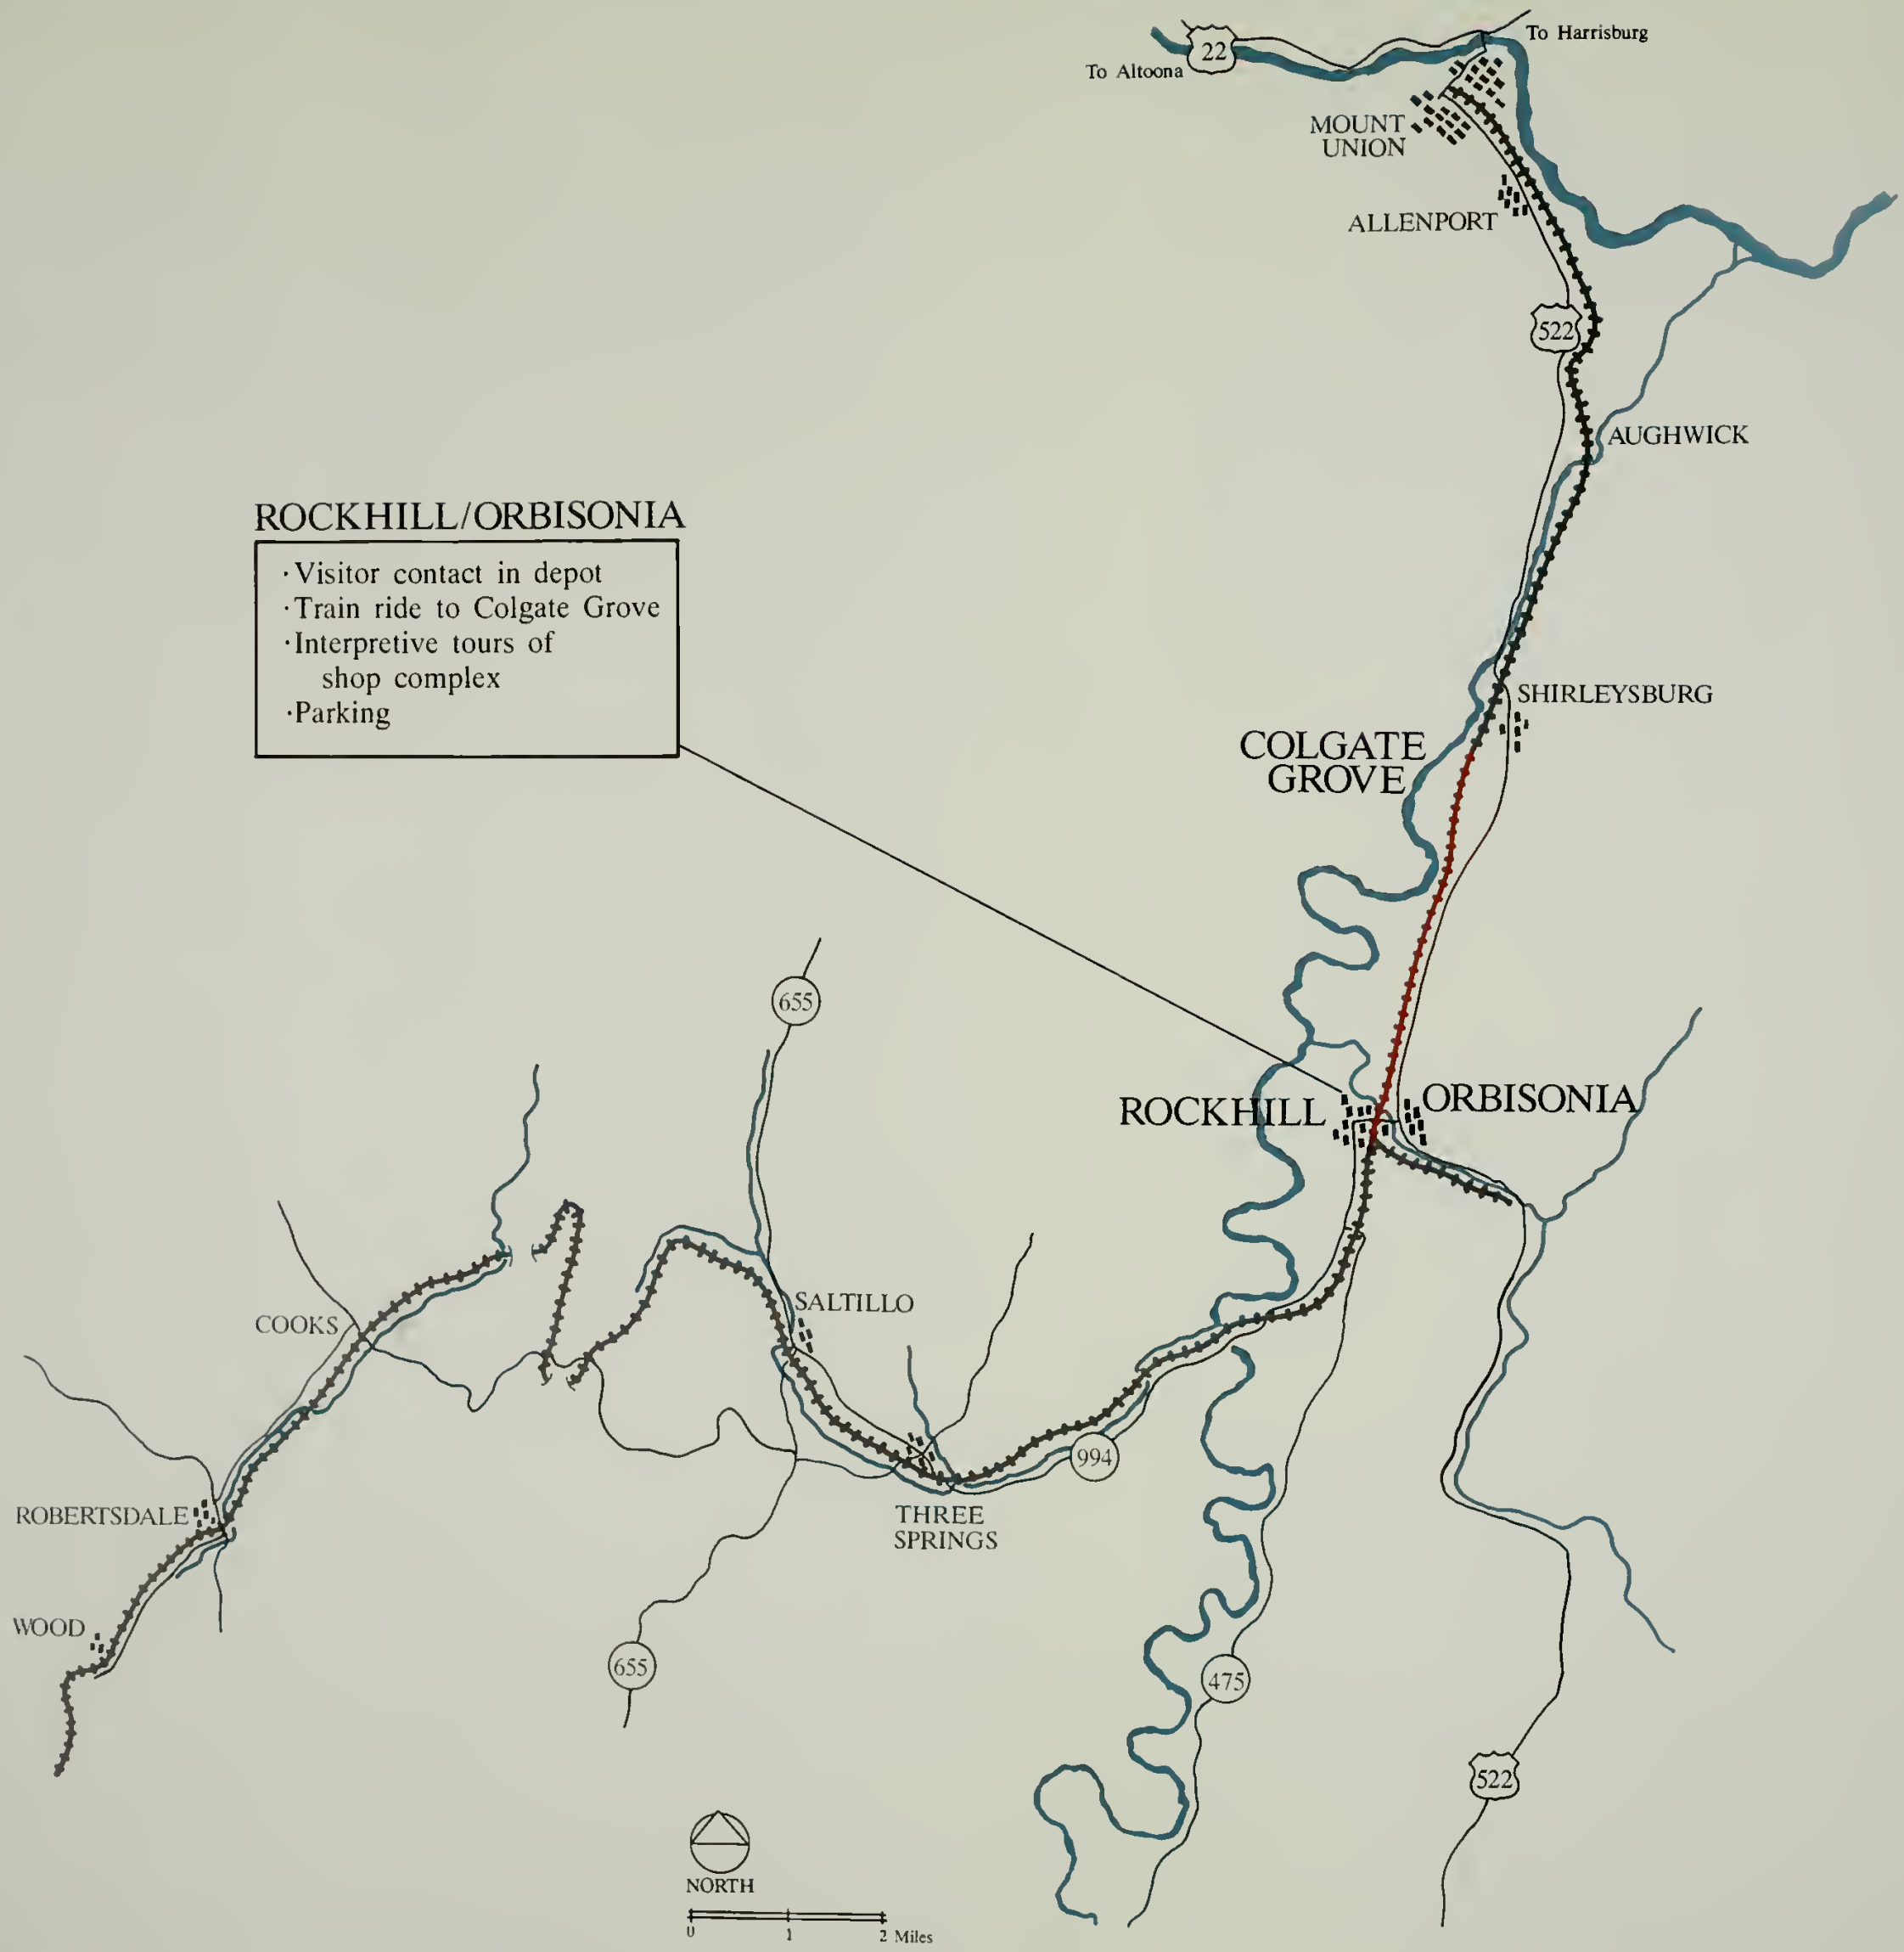 To Harrisburg
22
To Altoona
MOUNT
UNION
ALLENPORT
522
AUGHWICK
ROCKHILL/ORBISONIA
·Visitor contact in depot
·Train ride to Colgate Grove
·Interpretive tours of
shop complex
·Parking
SHIRLEYSBURG
COLGATE
GROVE
655
ROCKHILL
ORBISONIA
SALTILLO
COOKS
994
ROBERTSDALE
THREE
SPRINGS
WOOD
655
475
522
NORTH
0 1 2 Miles